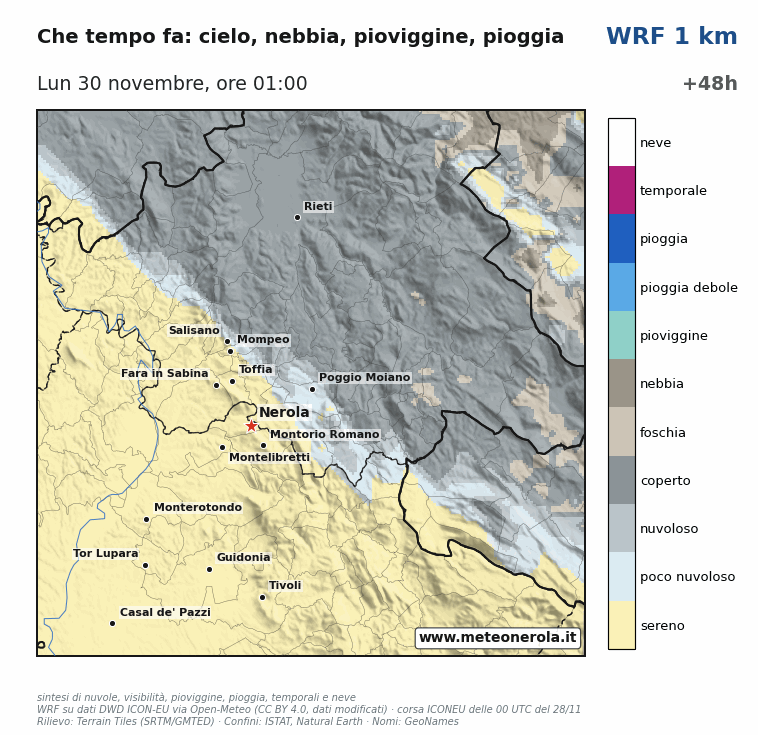 Che tempo fa: cielo, nebbia, pioviggine, pioggia
WRF 1 km
Lun 30 novembre, ore 01:00
+48h
Rieti
Salisano
Mompeo
Fara in Sabina
Toffia
Poggio Moiano
Nerola
Montorio Romano
Montelibretti
Monterotondo
Tor Lupara
Guidonia
Tivoli
Casal de' Pazzi
www.meteonerola.it
neve
temporale
pioggia
pioggia debole
pioviggine
nebbia
foschia
coperto
nuvoloso
poco nuvoloso
sereno
sintesi di nuvole, visibilità, pioviggine, pioggia, temporali e neve
WRF su dati DWD ICON-EU via Open-Meteo (CC BY 4.0, dati modificati) · corsa ICONEU delle 00 UTC del 28/11
Rilievo: Terrain Tiles (SRTM/GMTED) · Confini: ISTAT, Natural Earth · Nomi: GeoNames